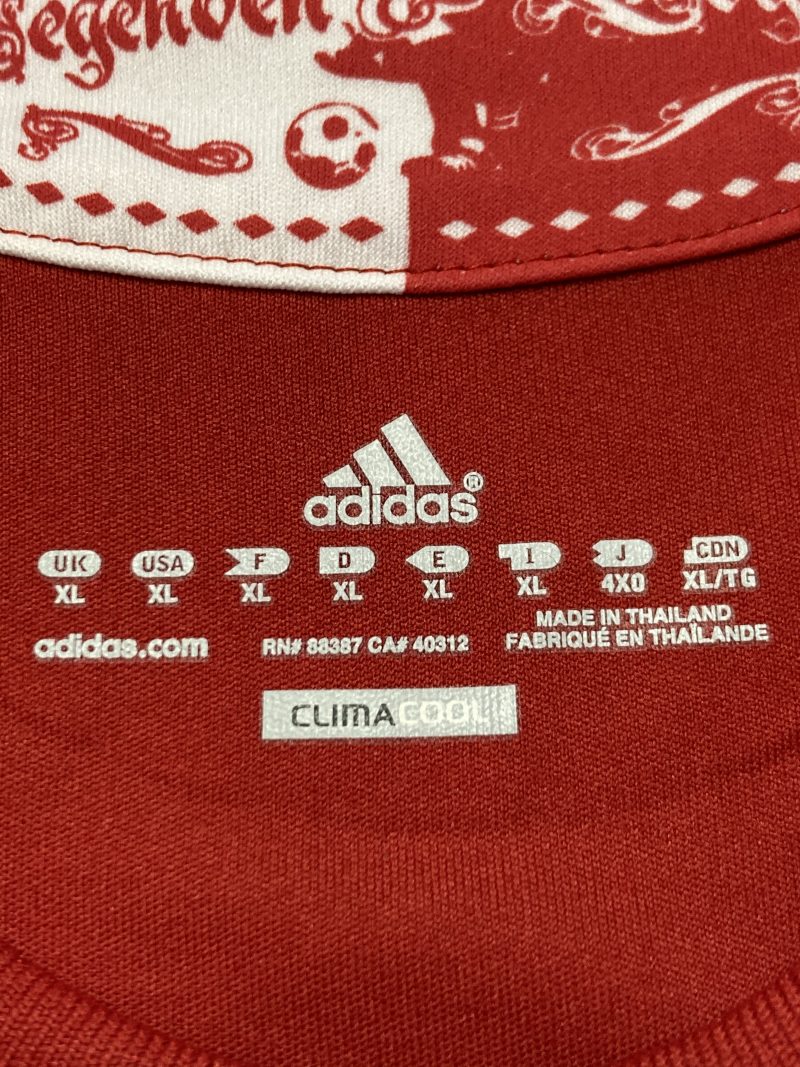 adidas®
UK USA F D E I J CDN
XL XL XL XL XL XL 4XO XL/TG
adidas.com
RN# 88387 CA# 40312
MADE IN THAILAND
FABRIQUÉ EN THAÏLANDE
CLIMACOOL